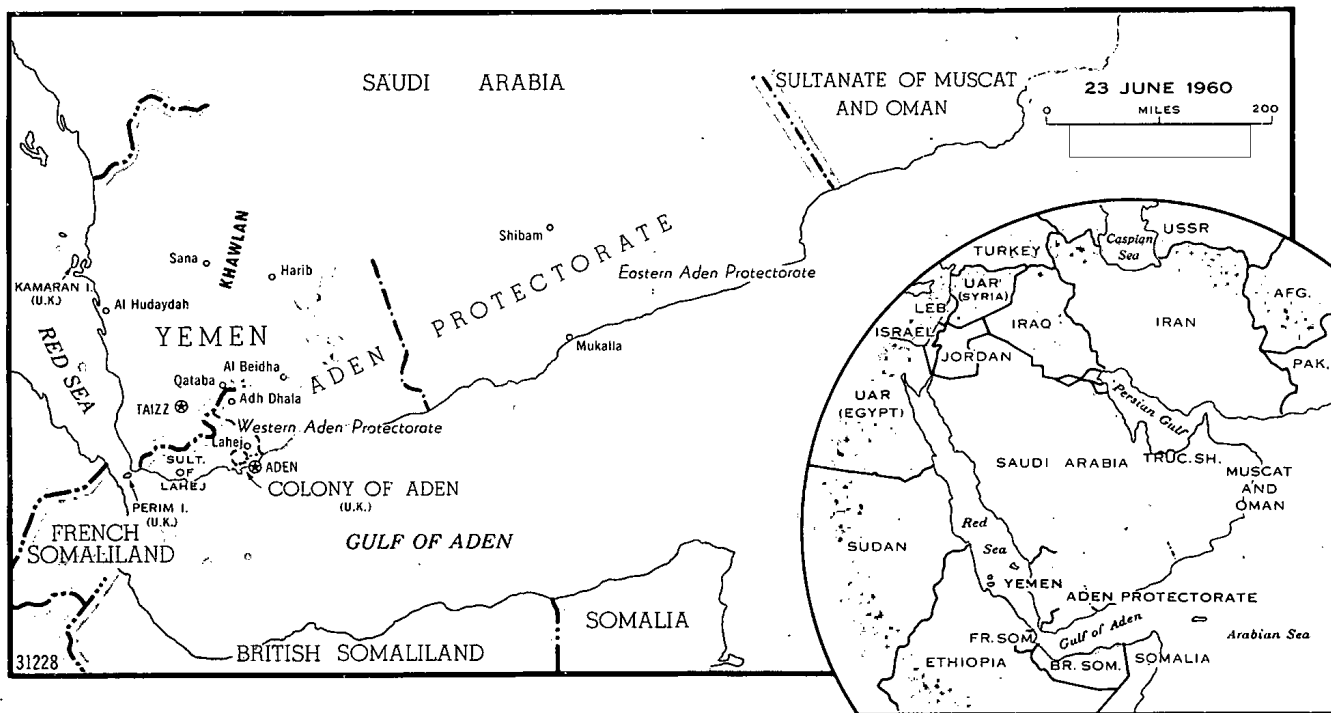 SAUDI ARABIA
SULTANATE OF MUSCAT
AND OMAN
23 JUNE 1960
0 MILES 200
KHAWLAN
Sana
Harib
Shibam
KAMARAN I.
(U.K.)
Al Hudaydah
YEMEN
RED SEA
ADEN PROTECTORATE
Eastern Aden Protectorate
Mukalla
Al Beidha
Qataba
Adh Dhala
TAIZZ
Western Aden Protectorate
Lahej
SULT.
OF
LAHEJ
ADEN
COLONY OF ADEN
(U.K.)
PERIM I.
(U.K.)
FRENCH
SOMALILAND
GULF OF ADEN
SOMALIA
BRITISH SOMALILAND
31228
TURKEY
Caspian
Sea
USSR
UAR
(SYRIA)
LEB.
ISRAEL
IRAQ
IRAN
AFG.
JORDAN
PAK.
UAR
(EGYPT)
Persian Gulf
SAUDI ARABIA
TRUC. SH.
MUSCAT
AND
OMAN
Red
Sea
SUDAN
YEMEN
ADEN PROTECTORATE
FR. SOM.
Gulf of Aden
Arabian Sea
ETHIOPIA
BR. SOM.
SOMALIA